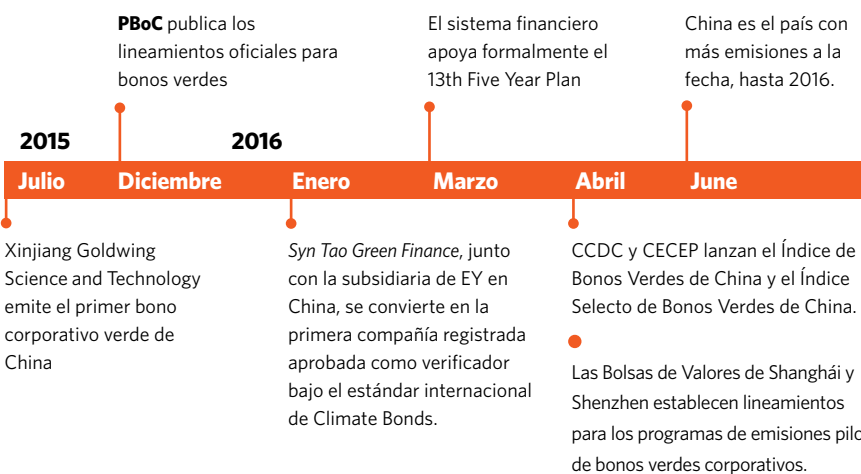 PBoC publica los
lineamientos oficiales para
bonos verdes
El sistema financiero
apoya formalmente el
13th Five Year Plan
China es el país con
más emisiones a la
fecha, hasta 2016.
2015
2016
Julio
Diciembre
Enero
Marzo
Abril
June
Xinjiang Goldwing
Science and Technology
emite el primer bono
corporativo verde de
China
Syn Tao Green Finance, junto
con la subsidiaria de EY en
China, se convierte en la
primera compañía registrada
aprobada como verificador
bajo el estándar internacional
de Climate Bonds.
CCDC y CECEP lanzan el Índice de
Bonos Verdes de China y el Índice
Selecto de Bonos Verdes de China.
Las Bolsas de Valores de Shanghái y
Shenzhen establecen lineamientos
para los programas de emisiones
de bonos verdes corporativos.